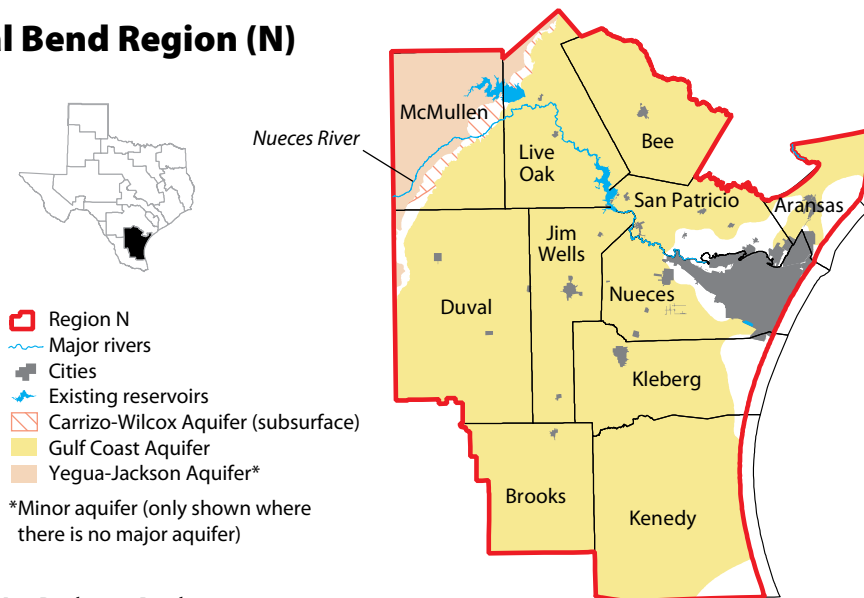 al Bend Region (N)
Nueces River
McMullen
Live
Oak
Bee
San Patricio
Aransas
Jim
Wells
Duval
Nueces
Kleberg
Brooks
Kenedy
Region N
Major rivers
Cities
Existing reservoirs
Carrizo-Wilcox Aquifer (subsurface)
Gulf Coast Aquifer
Yegua-Jackson Aquifer*
*Minor aquifer (only shown where
there is no major aquifer)